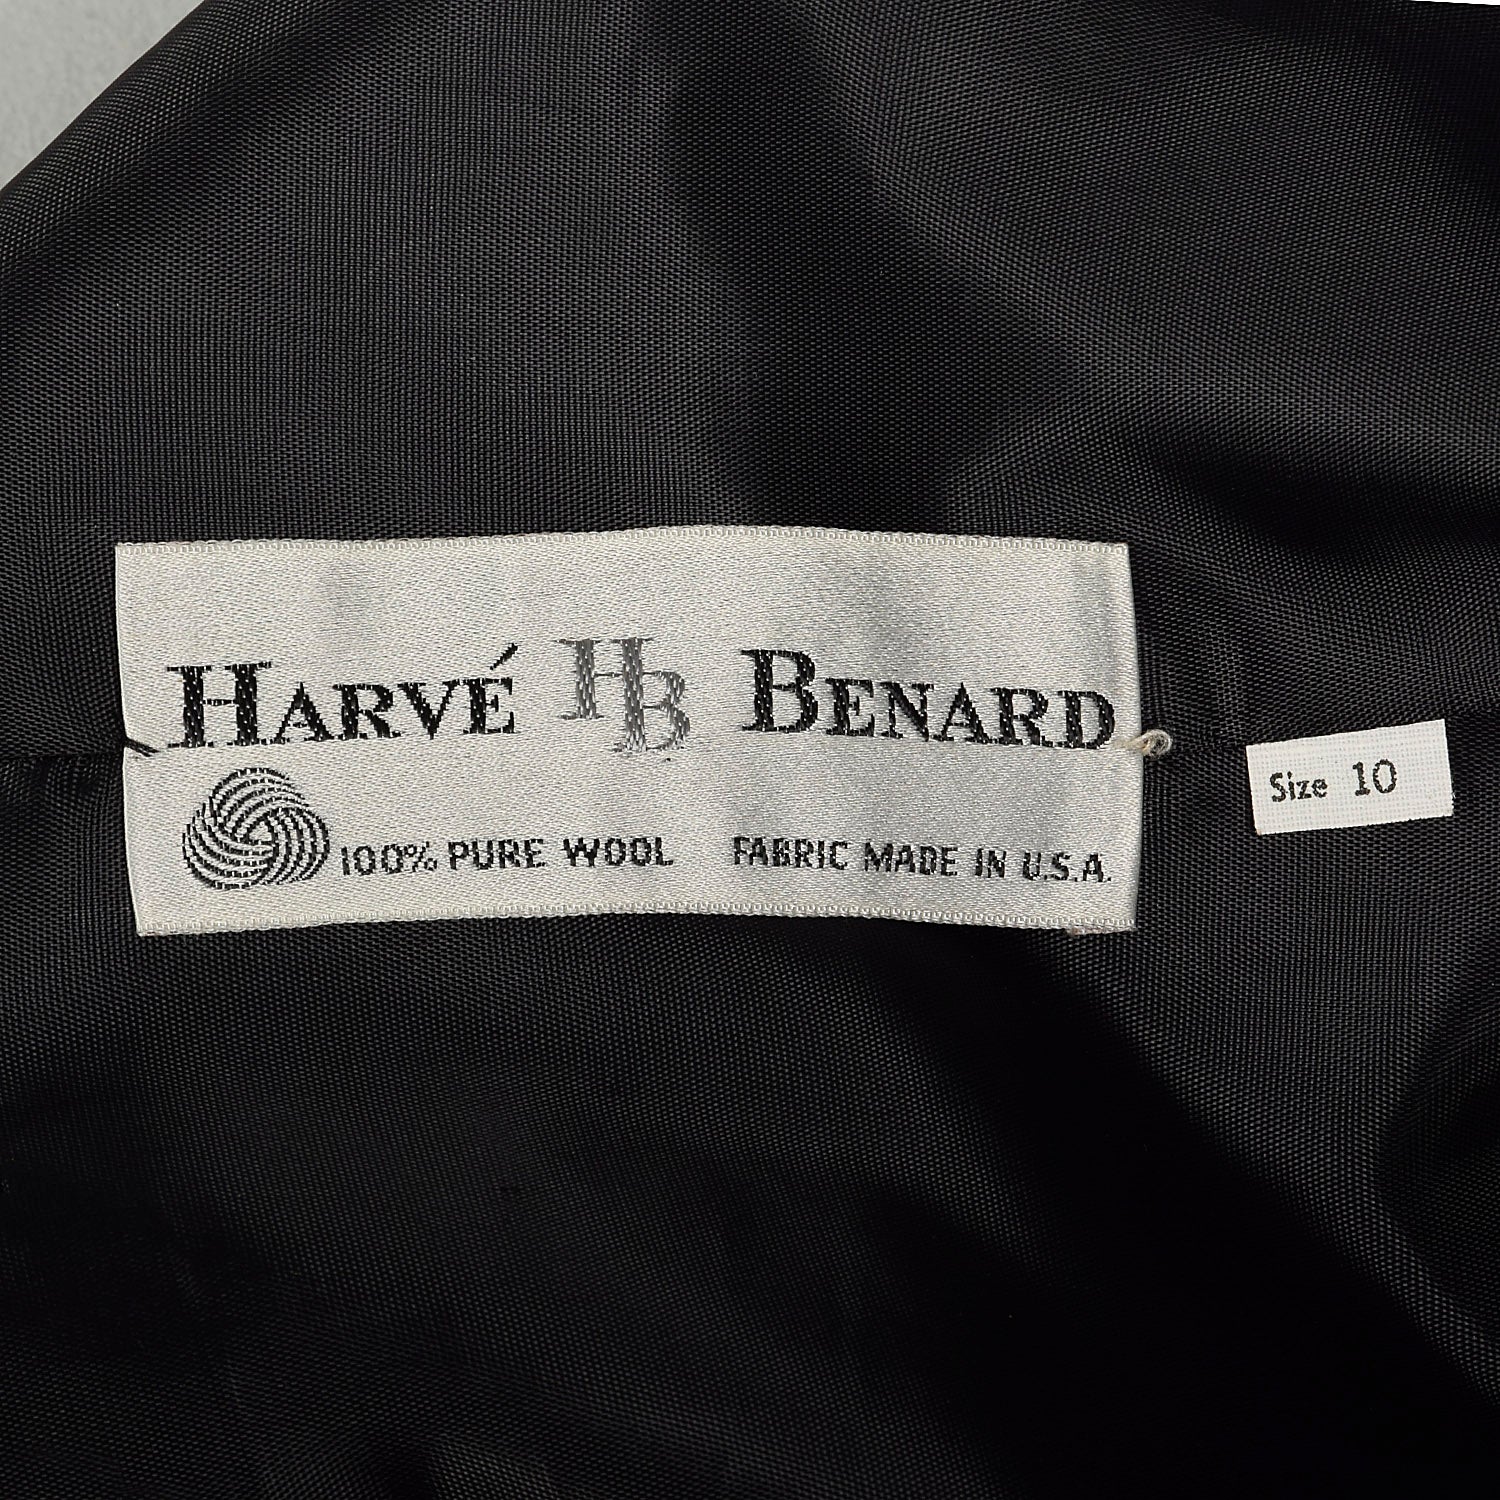 HARVÉ HB BENARD
100% PURE WOOL FABRIC MADE IN U.S.A.
Size 10